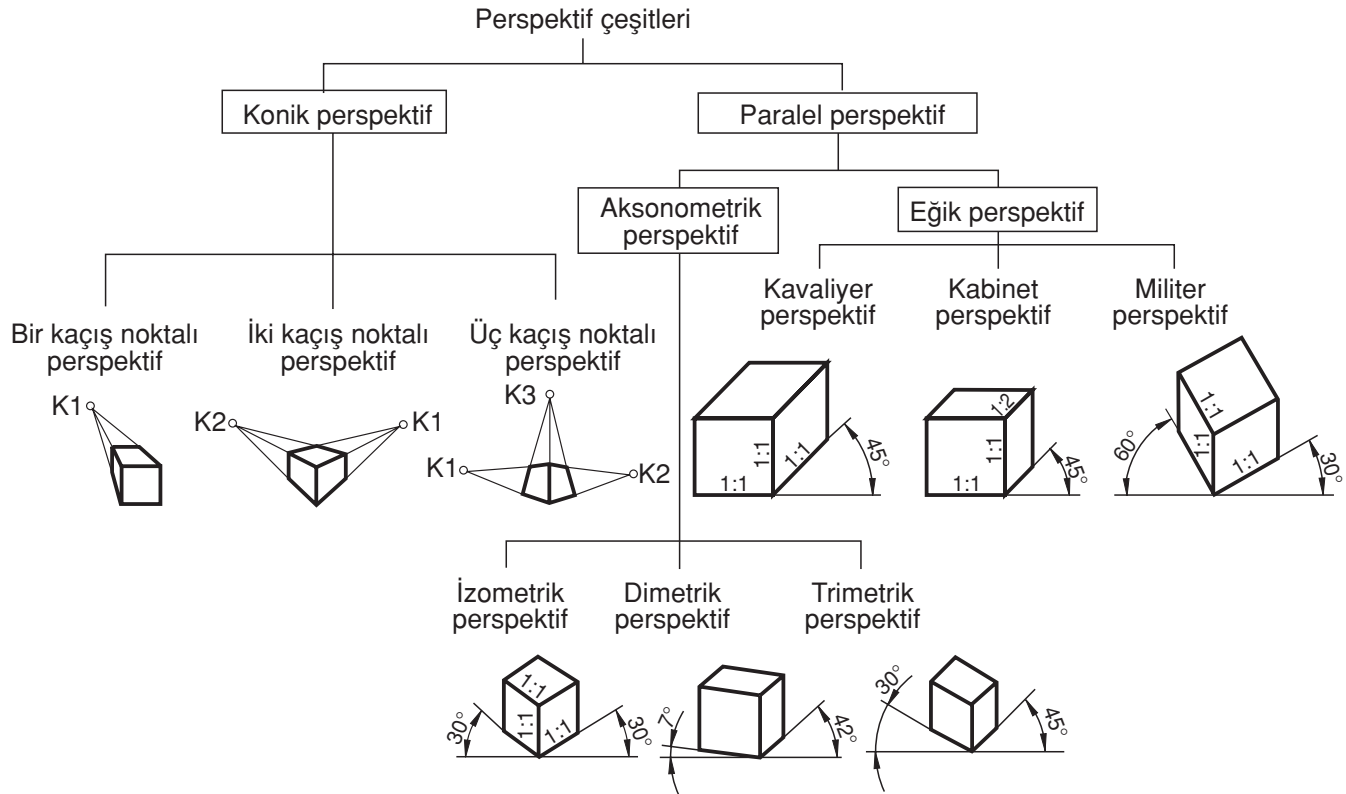 Perspektif çeşitleri
Konik perspektif
Paralel perspektif
Aksonometrik
perspektif
Eğik perspektif
Bir kaçış noktalı
perspektif
İki kaçış noktalı
perspektif
Üç kaçış noktalı
perspektif
Kavaliyer
perspektif
Kabinet
perspektif
Militer
perspektif
K1
K2
K1
K3
K1
K2
1:1
1:1
1:1
45°
1:2
1:1
1:1
45°
60°
1:1
1:1
1:1
30°
İzometrik
perspektif
Dimetrik
perspektif
Trimetrik
perspektif
30°
1:1
1:1
1:1
30°
7°
42°
30°
45°